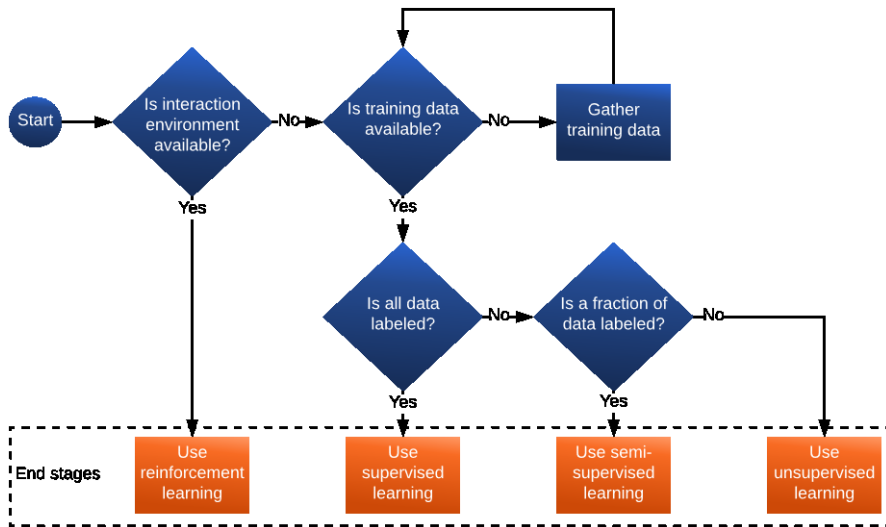 Start
Is interaction
environment
available?
No
Is training data
available?
No
Gather
training data
Yes
Yes
Is all data
labeled?
No
Is a fraction of
data labeled?
No
Yes
Yes
End stages
Use
reinforcement
learning
Use
supervised
learning
Use semi-
supervised
learning
Use
unsupervised
learning